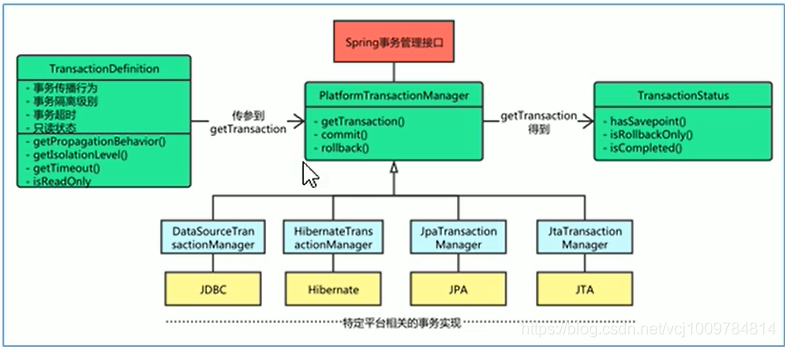 Spring事务管理接口
TransactionDefinition
- 事务传播行为
- 事务隔离级别
- 事务超时
- 只读状态
- getPropagationBehavior()
- getIsolationLevel()
- getTimeout()
- isReadOnly
传参到
getTransaction
PlatformTransactionManager
- getTransaction()
- commit()
- rollback()
getTransaction
得到
TransactionStatus
- hasSavepoint()
- isRollbackOnly()
- isCompleted()
DataSourceTran
sactionManager
HibernateTrans
actionManager
JpaTransaction
Manager
JtaTransaction
Manager
JDBC
Hibernate
JPA
JTA
特定平台相关的事务实现
https://blog.csdn.net/vcj1009784814